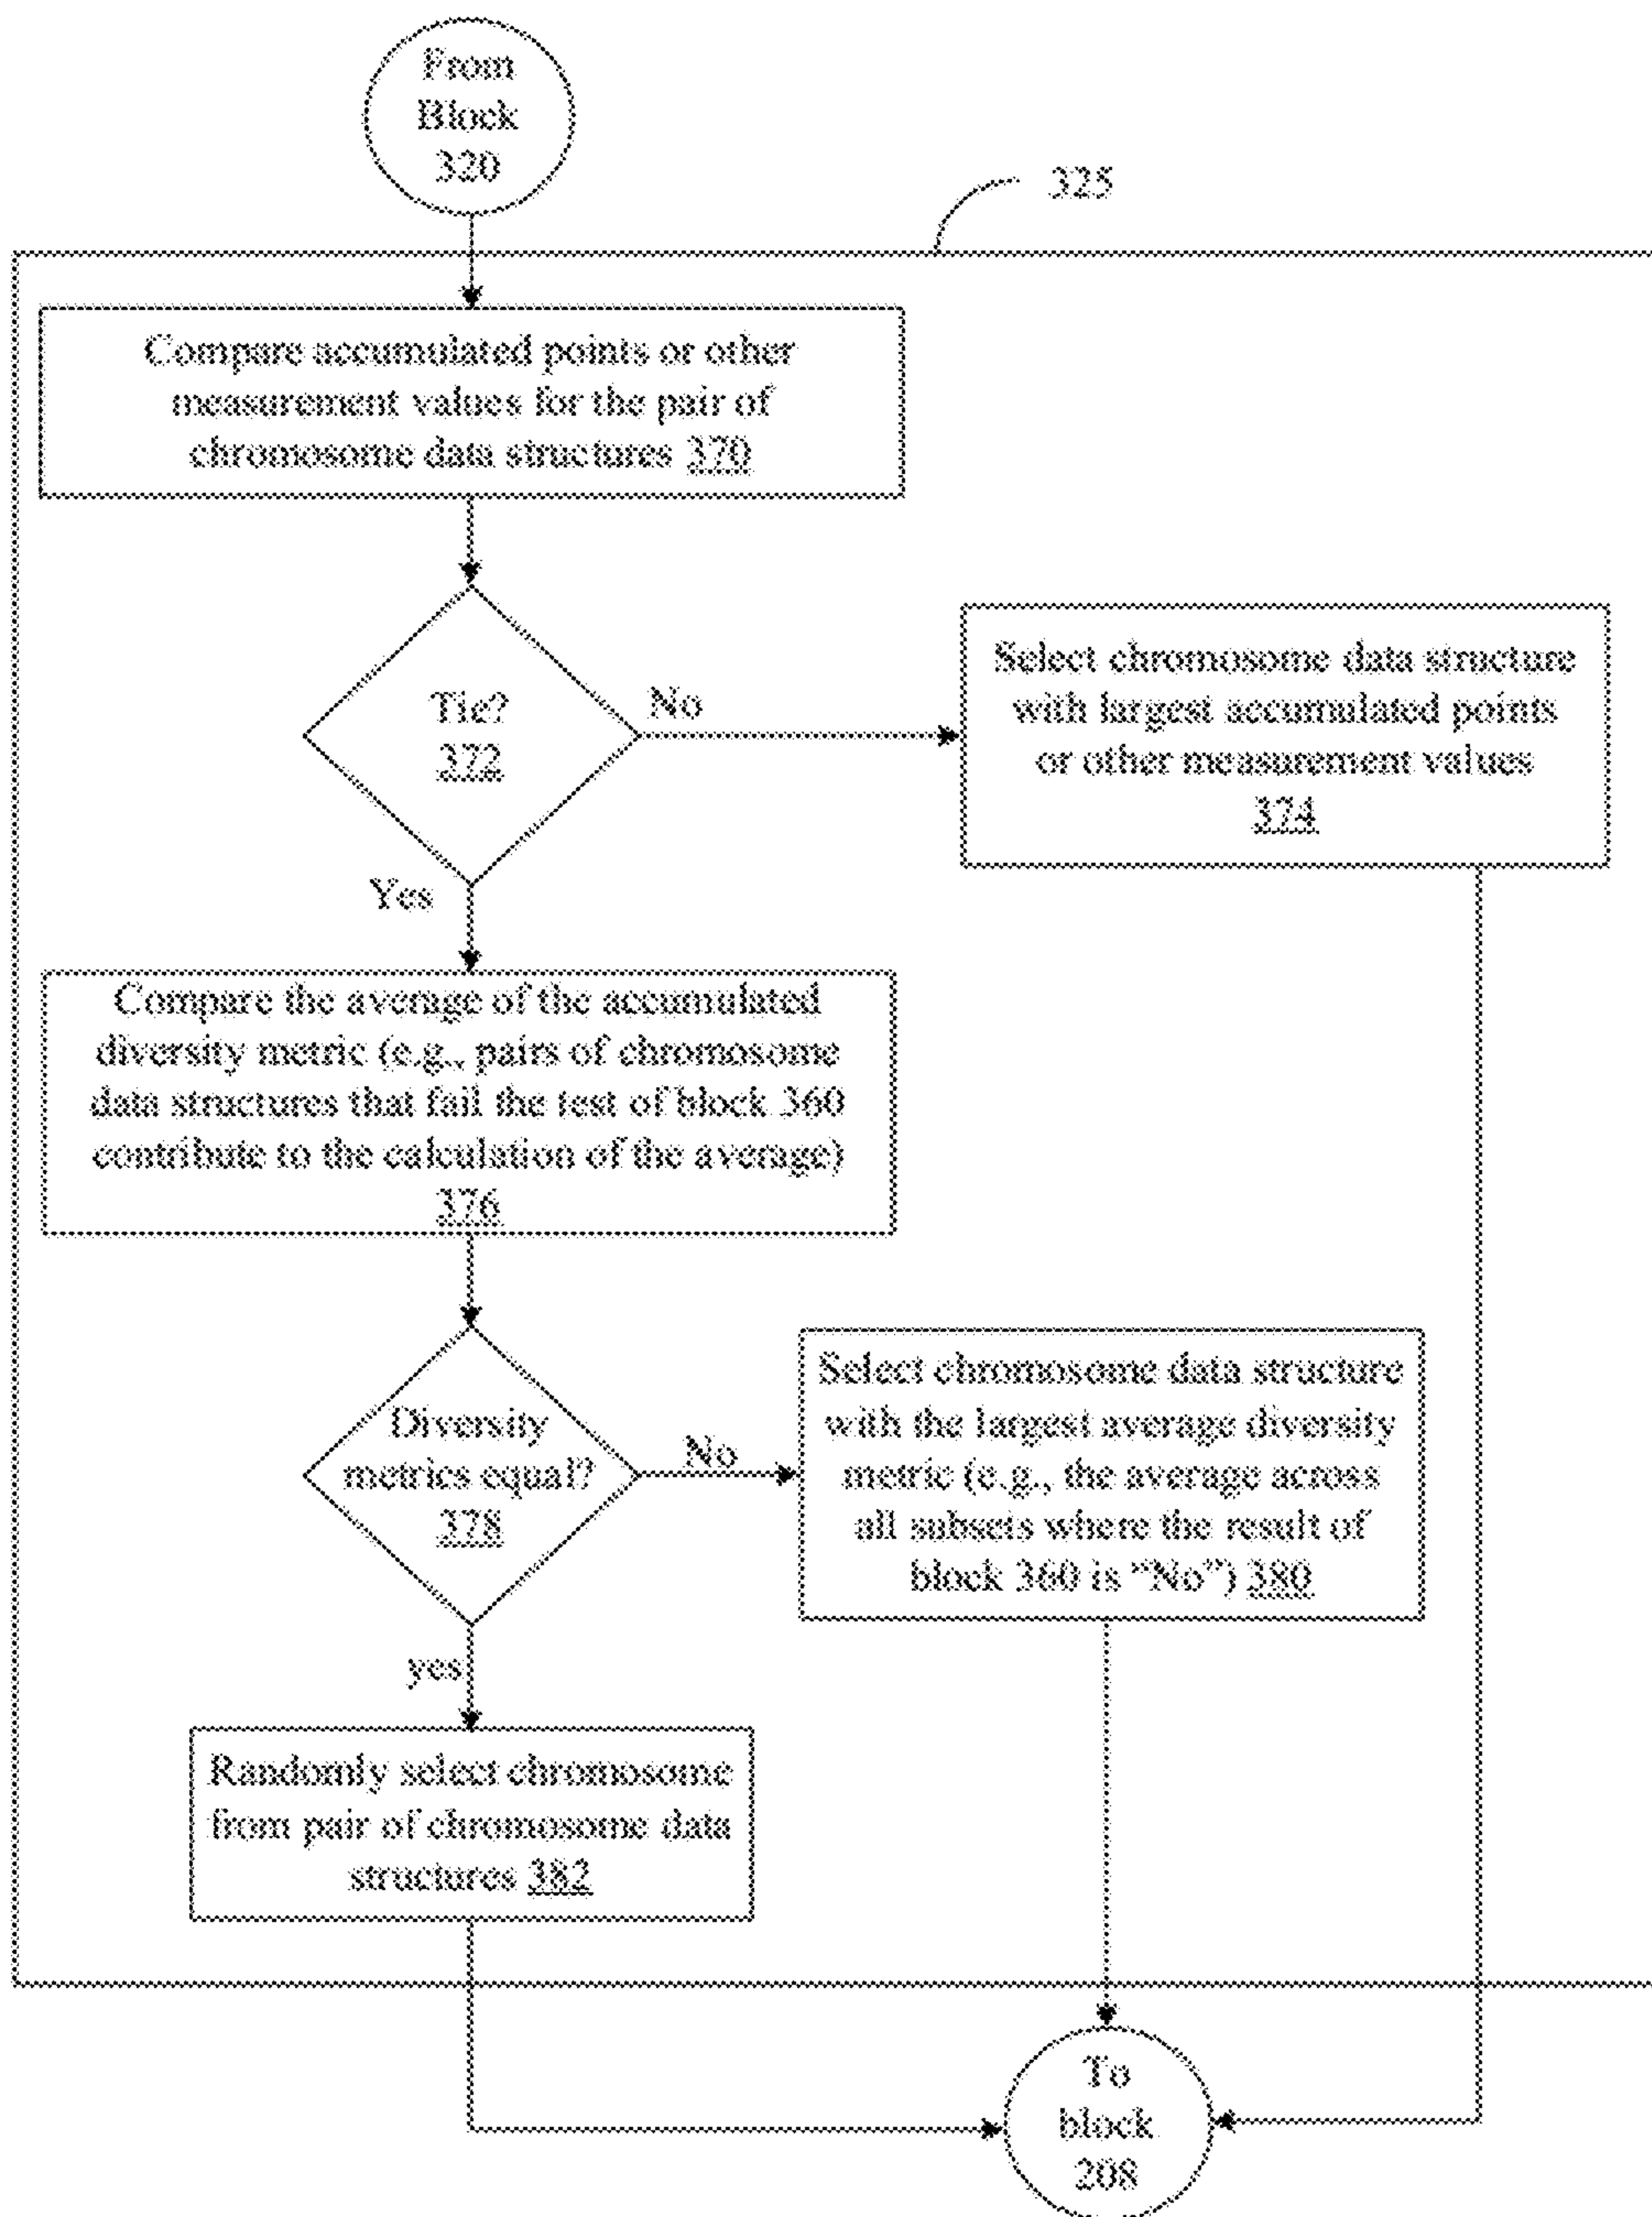 From
Block
320
325
Compare accumulated points or other
measurement values for the pair of
chromosome data structures 370
Tie?
372
No
Select chromosome data structure
with largest accumulated points
or other measurement values
374
Yes
Compare the average of the accumulated
diversity metric (e.g., pairs of chromosome
data structures that fail the test of block 360
contribute to the calculation of the average)
376
Diversity
metrics equal?
378
No
Select chromosome data structure
with the largest average diversity
metric (e.g., the average across
all subsets where the result of
block 360 is “No”) 380
yes
Randomly select chromosome
from pair of chromosome data
structures 382
To
block
208